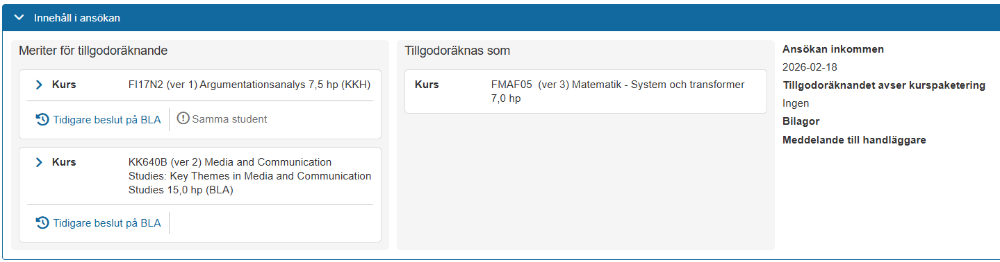 Innehåll i ansökan
Meriter för tillgodoräknande
Kurs FI17N2 (ver 1) Argumentationsanalys 7,5 hp (KKH)
Tidigare beslut på BLA Samma student
Kurs KK640B (ver 2) Media and Communication
Studies: Key Themes in Media and Communication
Studies 15,0 hp (BLA)
Tidigare beslut på BLA
Tillgodoräknas som
Kurs FMAF05 (ver 3) Matematik - System och transformer
7,0 hp
Ansökan inkommen
2026-02-18
Tillgodoräknandet avser kurspaketering
Ingen
Bilagor
Meddelande till handläggare